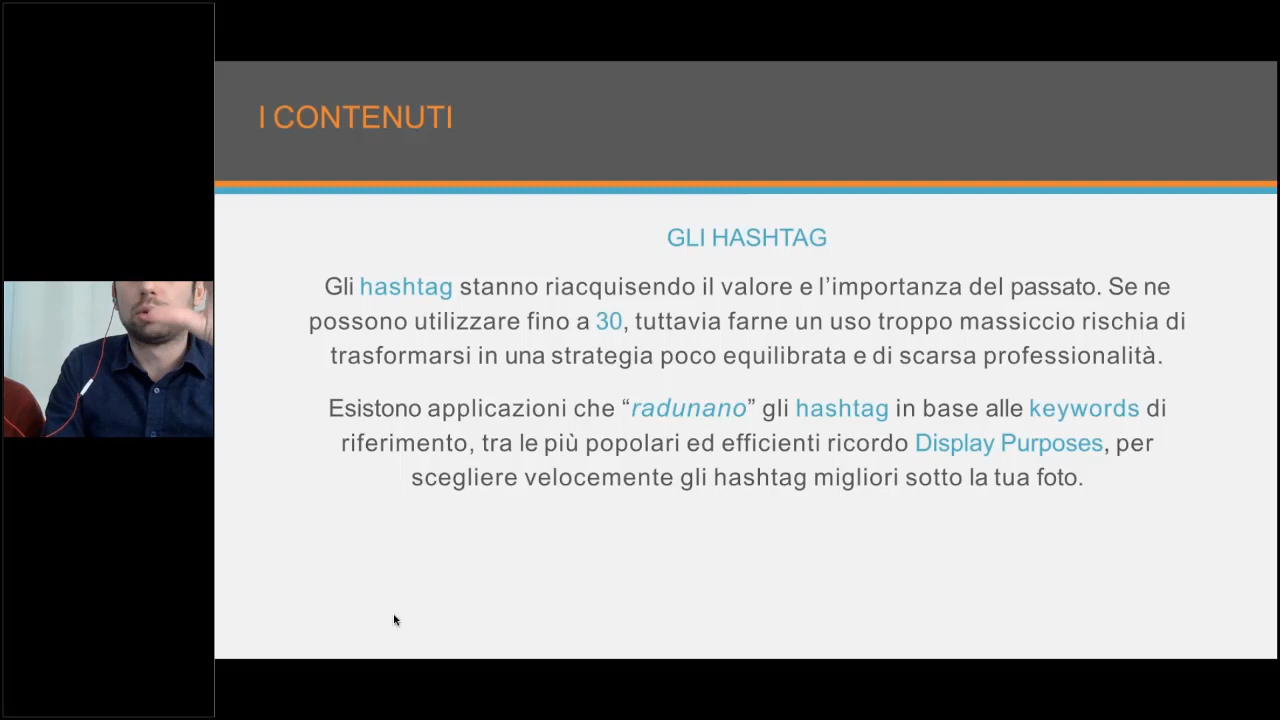 I CONTENUTI
GLI HASHTAG
Gli hashtag stanno riacquisendo il valore e l’importanza del passato. Se ne
possono utilizzare fino a 30, tuttavia farne un uso troppo massiccio rischia di
trasformarsi in una strategia poco equilibrata e di scarsa professionalità.
Esistono applicazioni che “radunano” gli hashtag in base alle keywords di
riferimento, tra le più popolari ed efficienti ricordo Display Purposes, per
scegliere velocemente gli hashtag migliori sotto la tua foto.